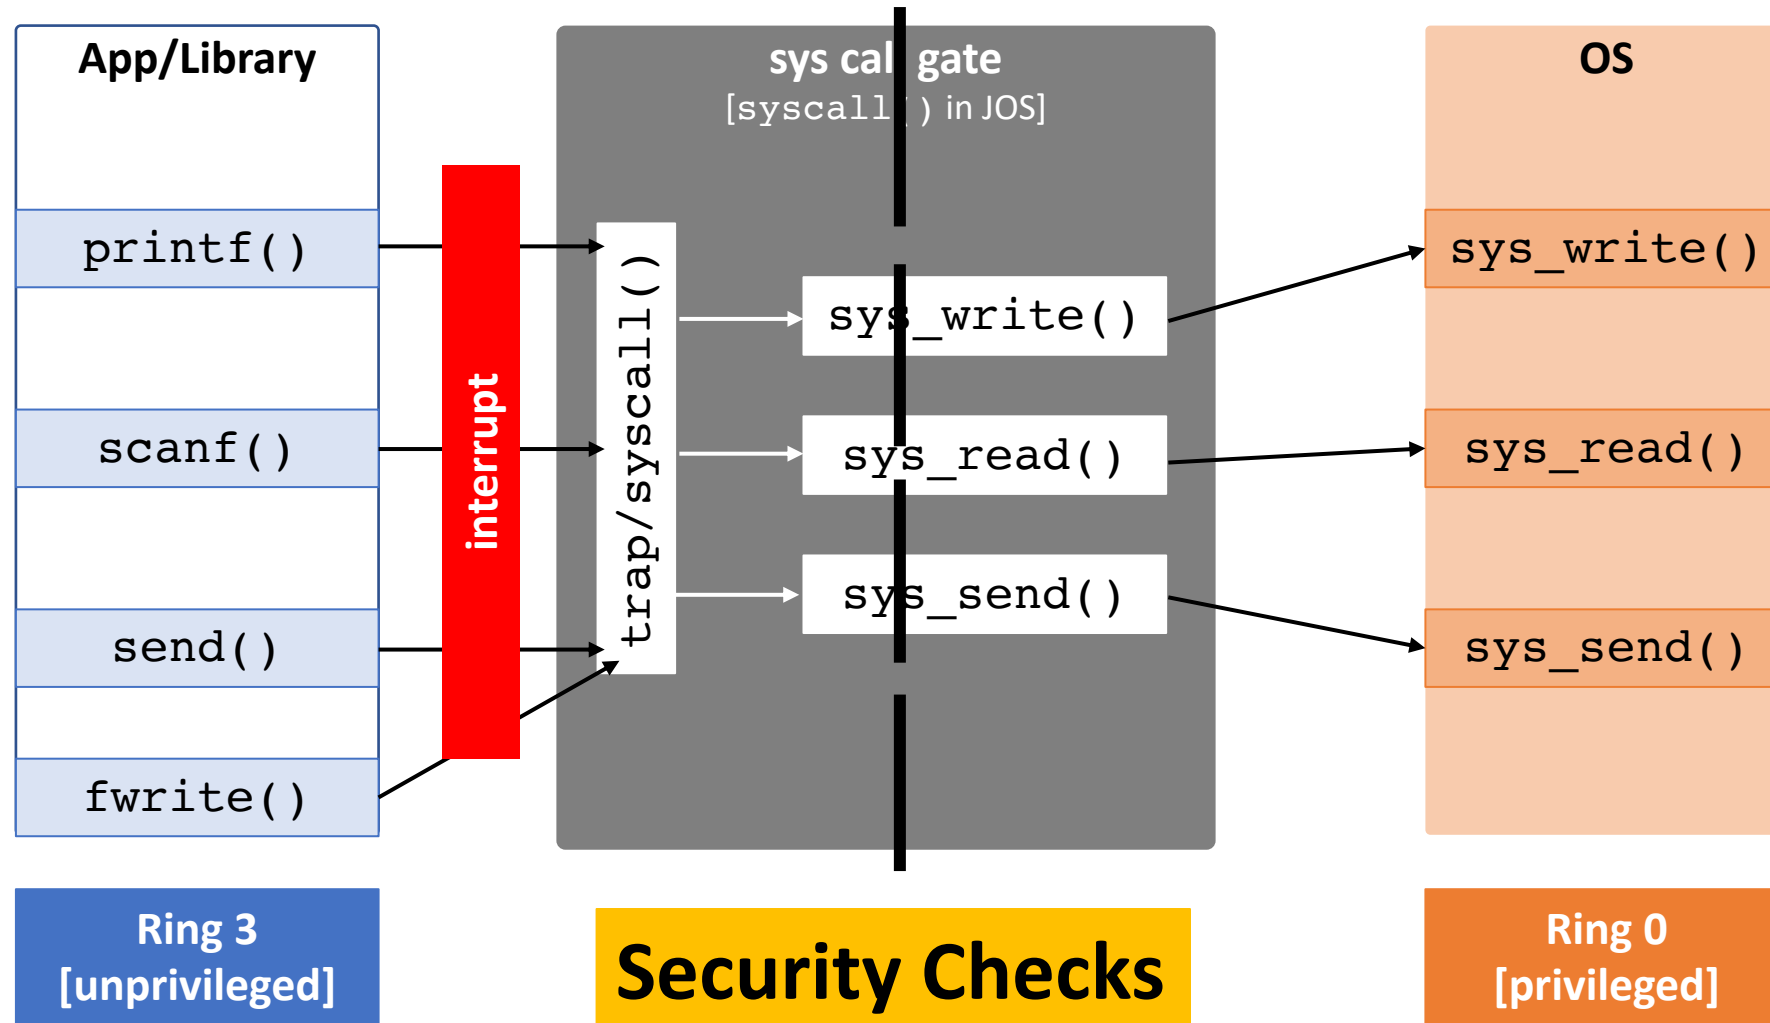 App/Library
printf()
scanf()
send()
fwrite()
Ring 3
[unprivileged]
interrupt
sys call gate
[syscall() in JOS]
trap/syscall()
sys_write()
sys_read()
sys_send()
Security Checks
OS
sys_write()
sys_read()
sys_send()
Ring 0
[privileged]